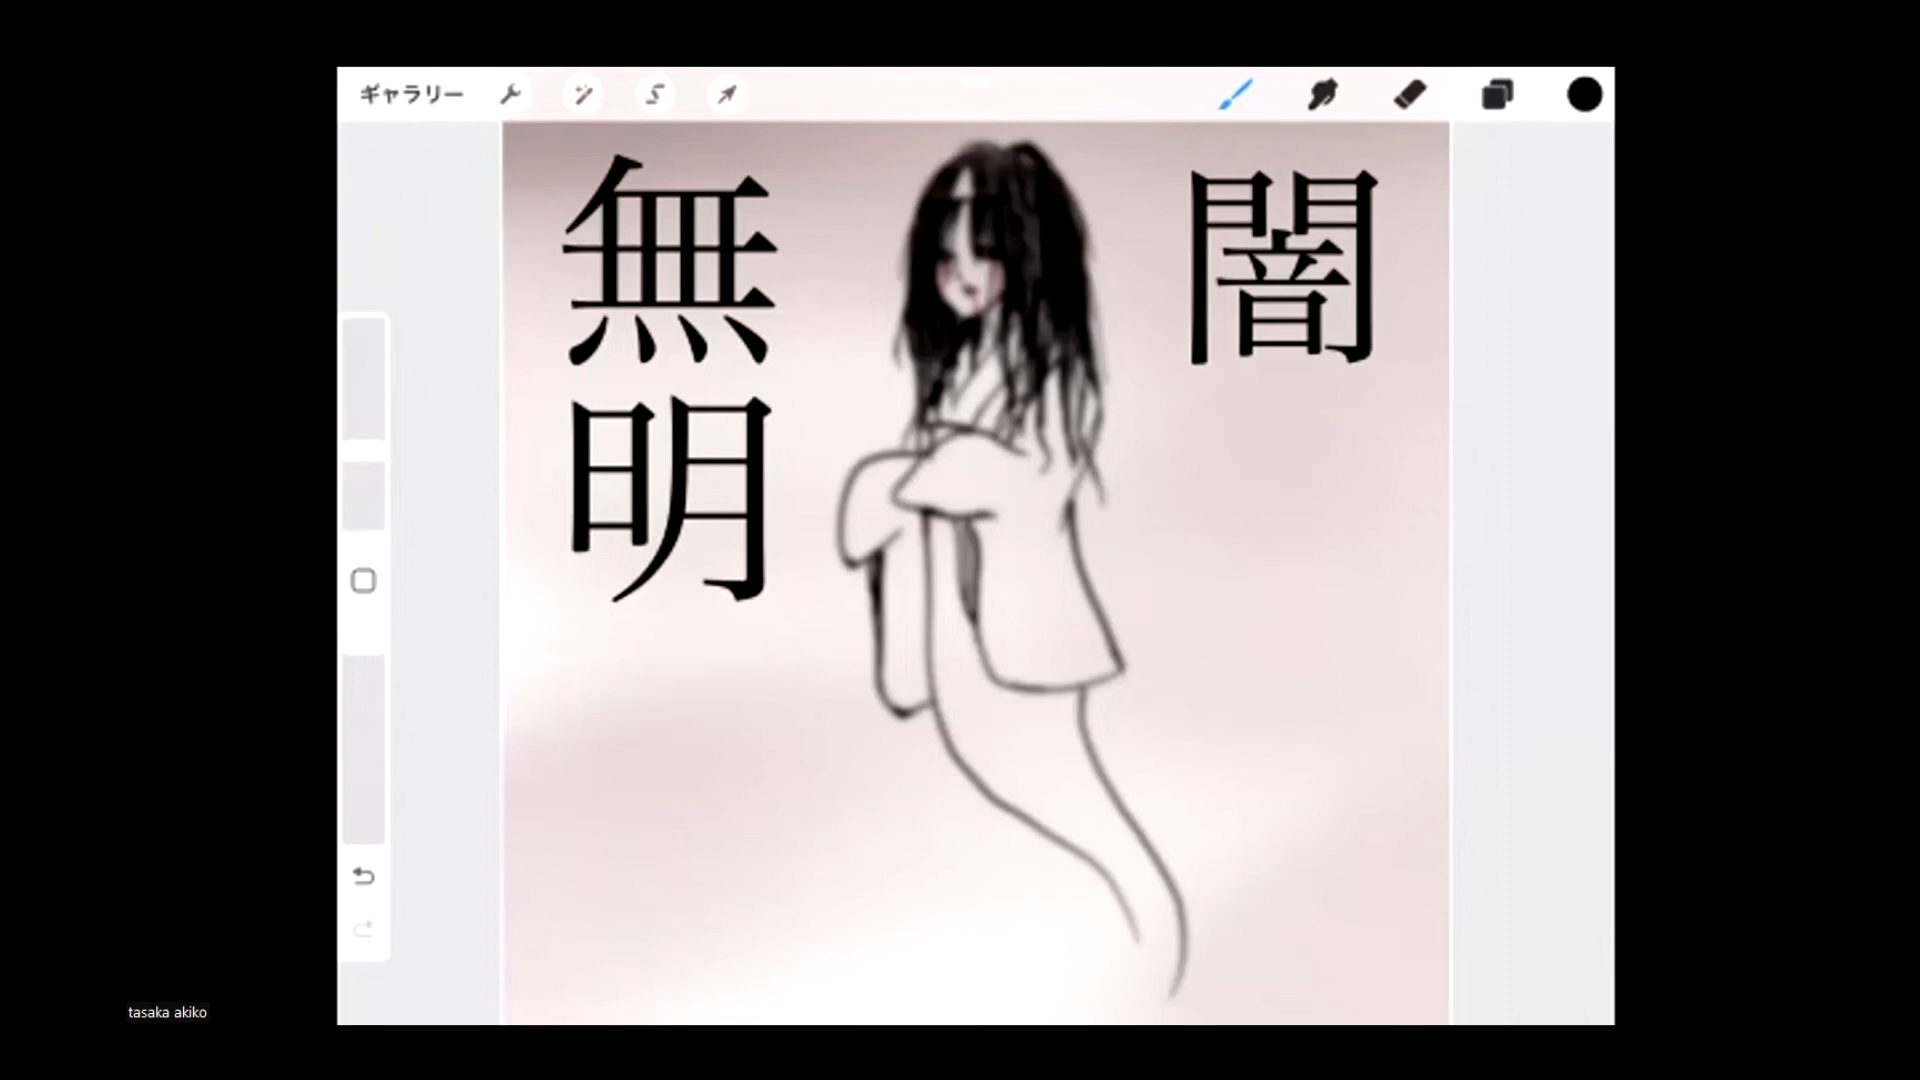 ギャラリー
闇
無明
tasaka akiko